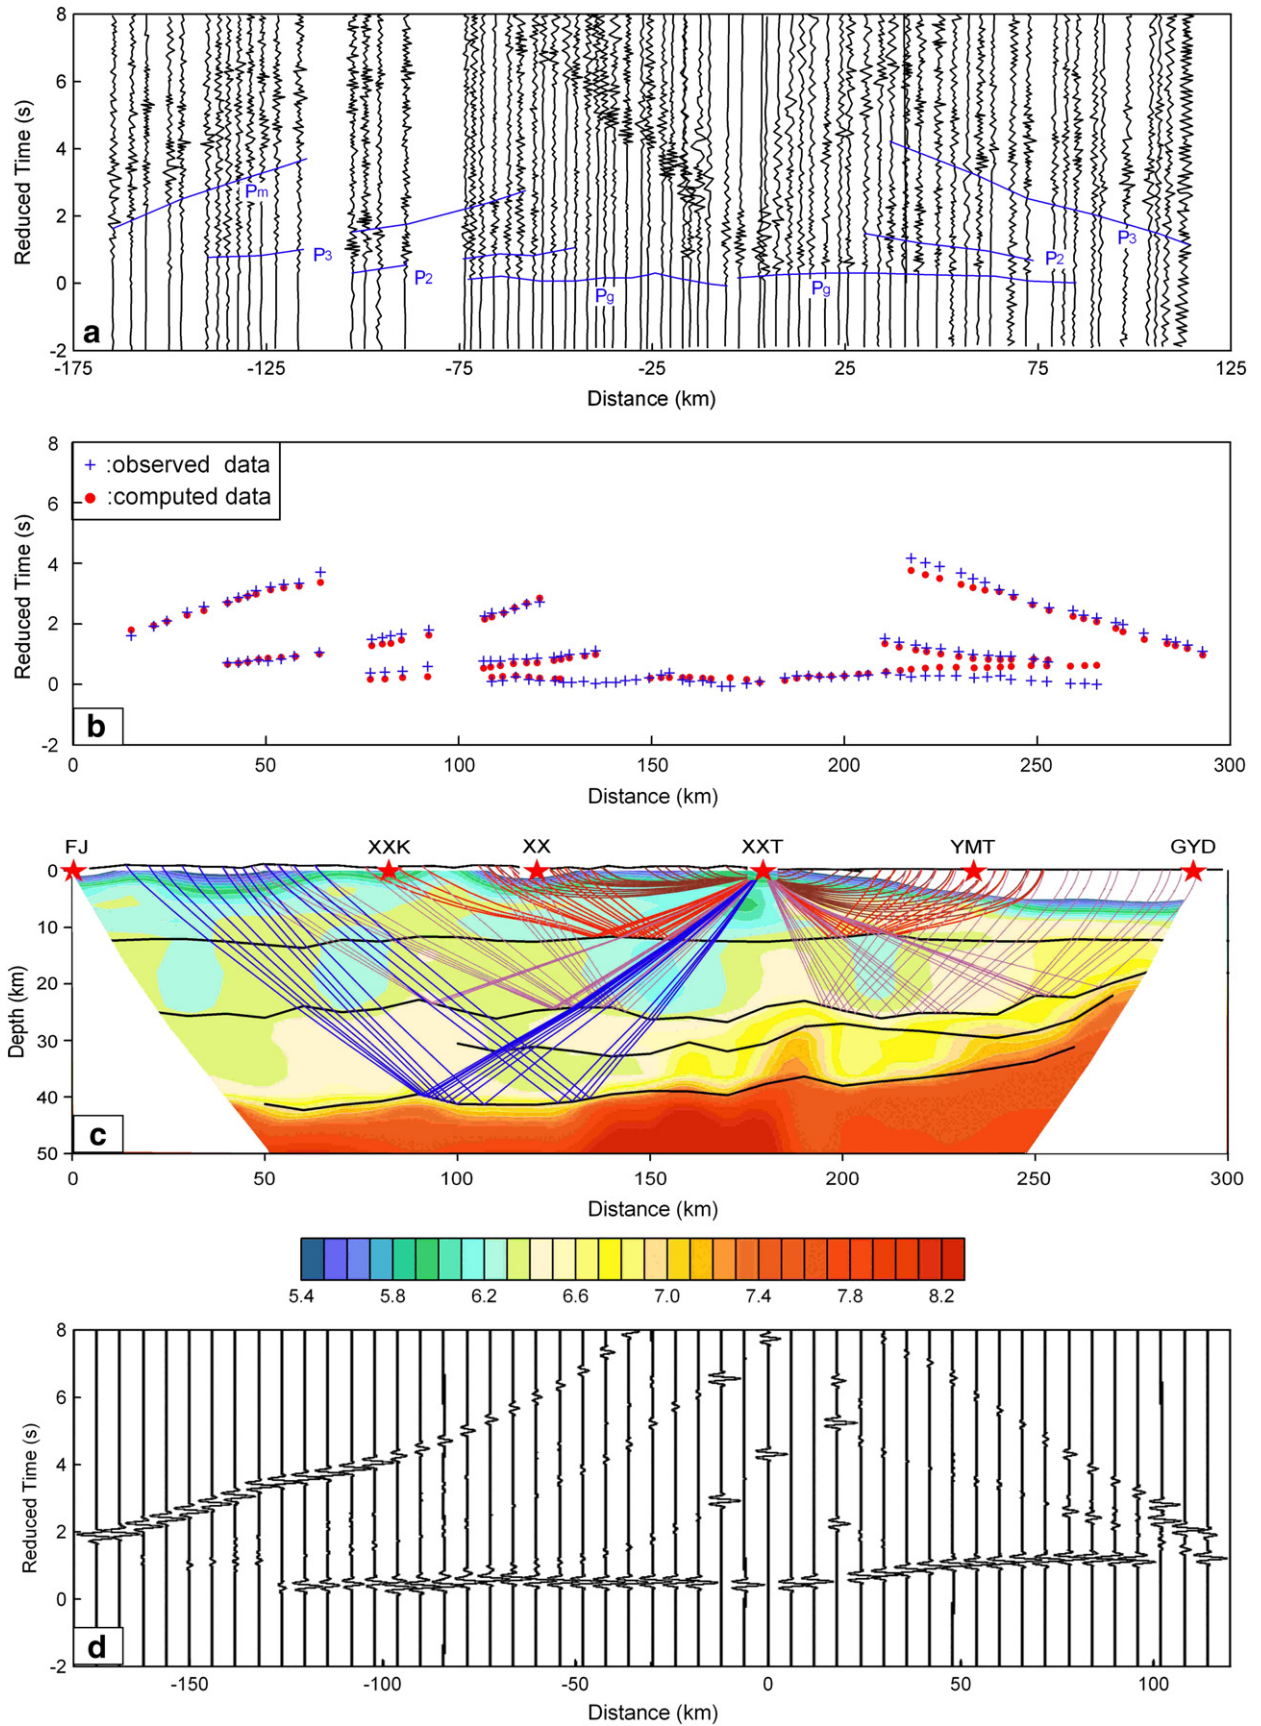 8
6
4
2
0
-2
Reduced Time (s)
Pm
P3
P2
Pg
Pg
P2
P3
a
-175 -125 -75 -25 25 75 125
Distance (km)
8
6
4
2
0
-2
Reduced Time (s)
+ :observed data
:computed data
b
0 50 100 150 200 250 300
Distance (km)
FJ XXK XX XXT YMT GYD
0
10
20
30
40
50
Depth (km)
c
0 50 100 150 200 250 300
Distance (km)
5.4 5.8 6.2 6.6 7.0 7.4 7.8 8.2
8
6
4
2
0
-2
Reduced Time (s)
d
-150 -100 -50 0 50 100
Distance (km)